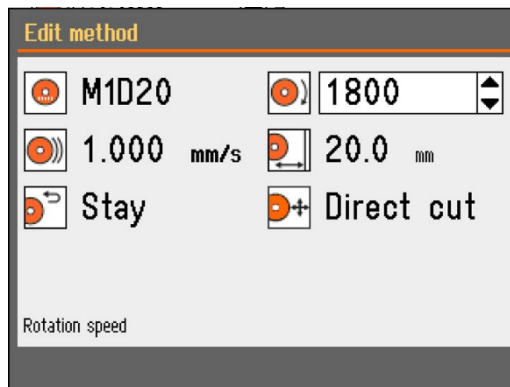 Edit method
M1D20 1800
1.000 mm/s 20.0 mm
Stay Direct cut
Rotation speed